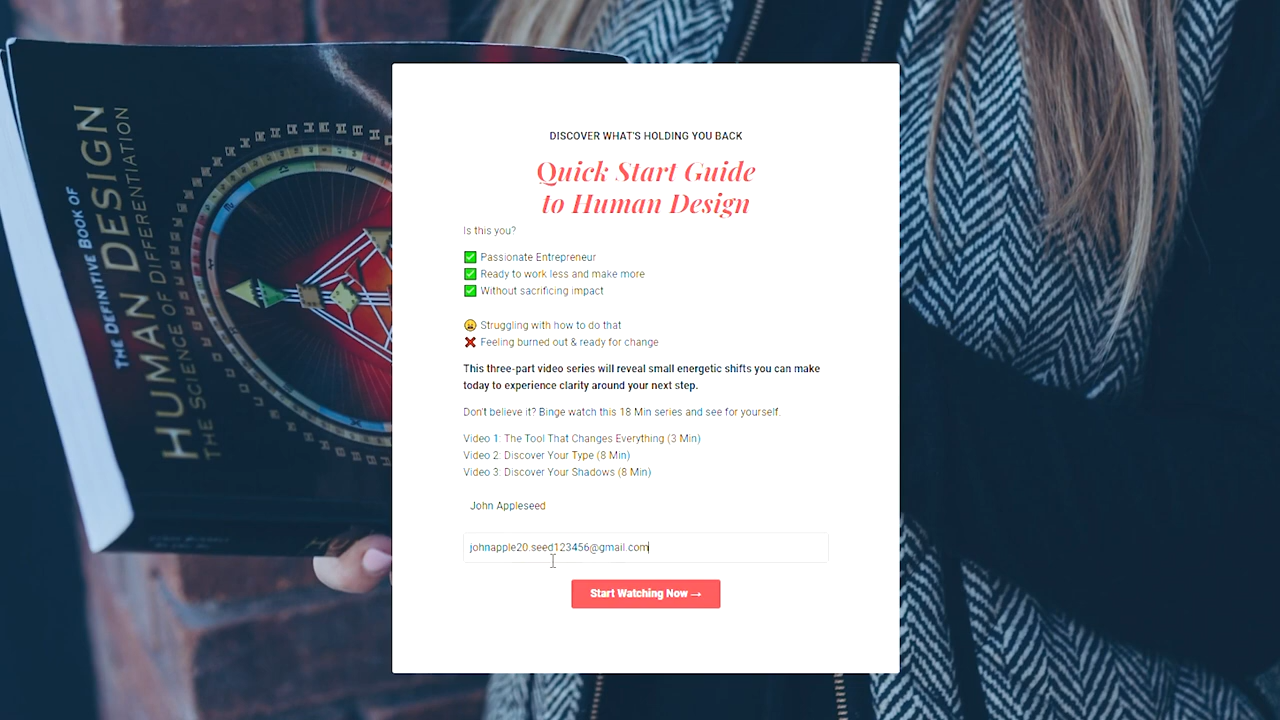 THE DEFINITIVE BOOK OF
HUMAN DESIGN
THE SCIENCE OF DIFFERENTIATION
DISCOVER WHAT'S HOLDING YOU BACK
Quick Start Guide
to Human Design
Is this you?
✅ Passionate Entrepreneur
✅ Ready to work less and make more
✅ Without sacrificing impact
😩 Struggling with how to do that
❌ Feeling burned out & ready for change
This three-part video series will reveal small energetic shifts you can make
today to experience clarity around your next step.
Don't believe it? Binge watch this 18 Min series and see for yourself.
Video 1: The Tool That Changes Everything (3 Min)
Video 2: Discover Your Type (8 Min)
Video 3: Discover Your Shadows (8 Min)
John Appleseed
johnapple20.seed123456@gmail.com
Start Watching Now →